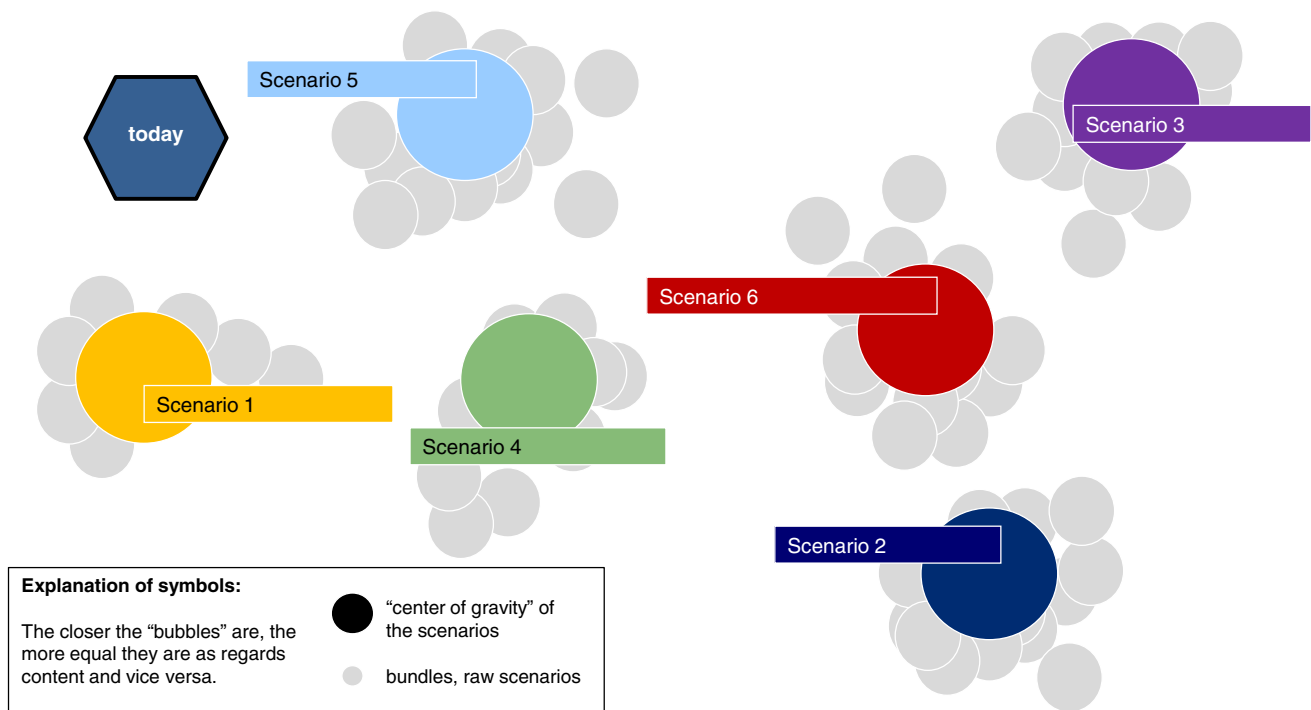 Scenario 5
today
Scenario 3
Scenario 6
Scenario 1
Scenario 4
Scenario 2
Explanation of symbols:
The closer the “bubbles” are, the
more equal they are as regards
content and vice versa.
“center of gravity” of
the scenarios
bundles, raw scenarios